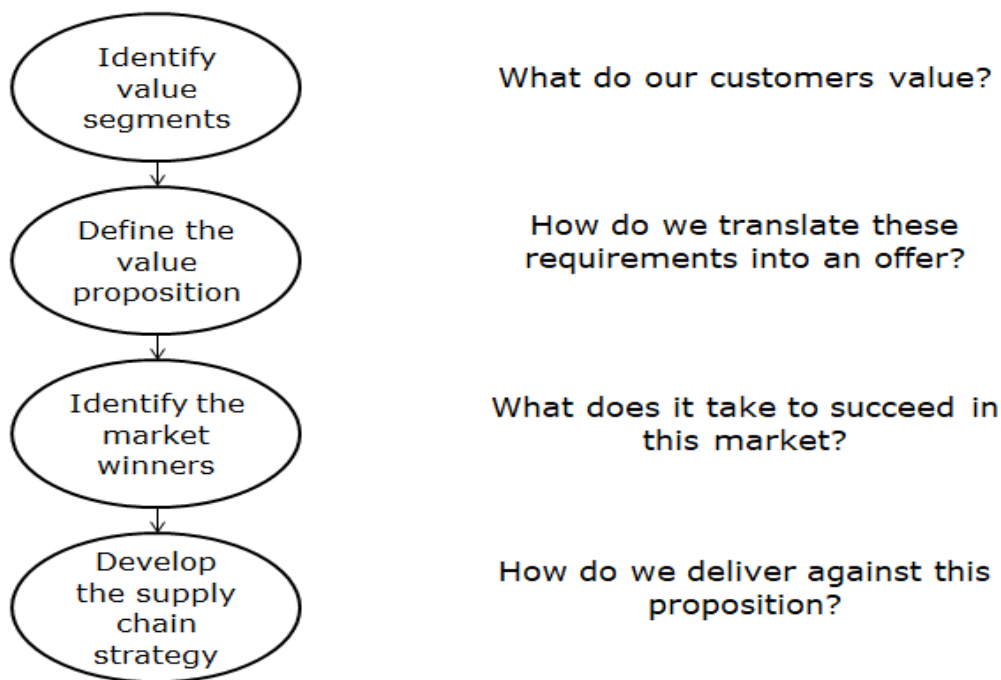 Identify
value
segments
What do our customers value?
Define the
value
proposition
How do we translate these
requirements into an offer?
Identify the
market
winners
What does it take to succeed in
this market?
Develop
the supply
chain
strategy
How do we deliver against this
proposition?